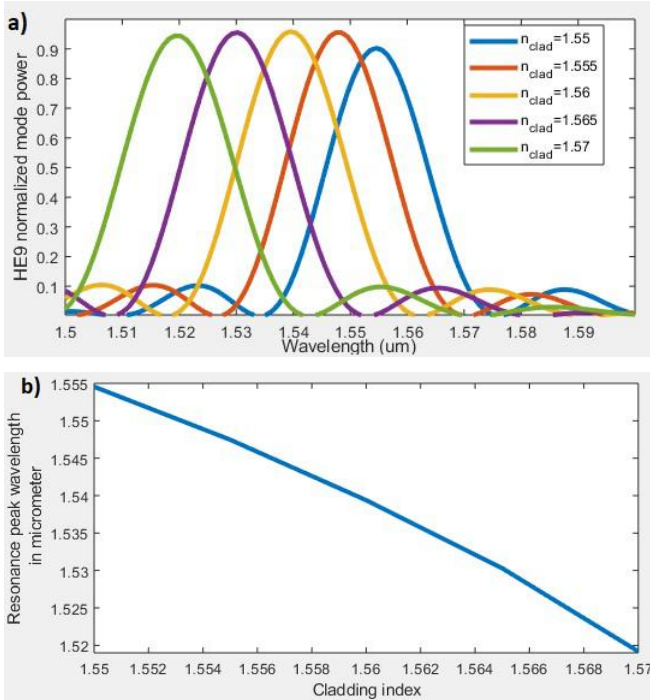 a)
HE9 normalized mode power
0.9
0.8
0.7
0.6
0.5
0.4
0.3
0.2
0.1
n_clad=1.55
n_clad=1.555
n_clad=1.56
n_clad=1.565
n_clad=1.57
1.5 1.51 1.52 1.53 1.54 1.55 1.56 1.57 1.58 1.59
Wavelength (um)
b)
Resonance peak wavelength
in micrometer
1.555
1.55
1.545
1.54
1.535
1.53
1.525
1.52
1.55 1.552 1.554 1.556 1.558 1.56 1.562 1.564 1.566 1.568 1.57
Cladding index